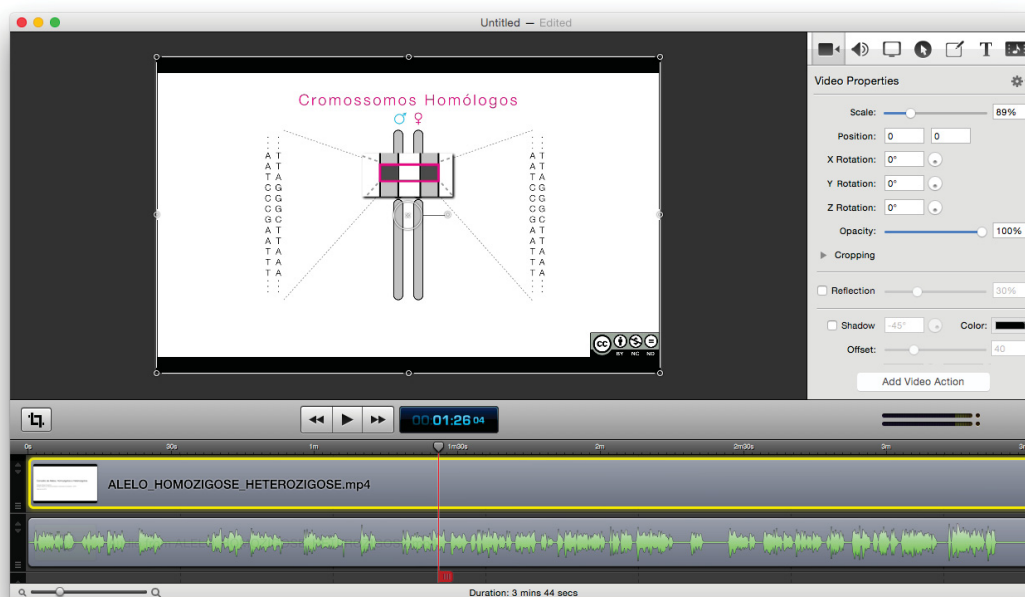 Untitled — Edited
Cromossomos Homólogos
♂ ♀
A T
A A
T T
C A
C G
C G
G C
A T
A T
T A
T A
T A
BY NC ND
Video Properties
Scale: 89%
Position: 0 0
X Rotation: 0°
Y Rotation: 0°
Z Rotation: 0°
Opacity: 100%
Cropping
Reflection 30%
Shadow -45° Color:
Offset: 40
Add Video Action
00:01:26 04
0s 30s 1m 1m30s 2m 2m30s 3m
ALELO_HOMOZIGOSE_HETEROZIGOSE.mp4
Duration: 3 mins 44 secs